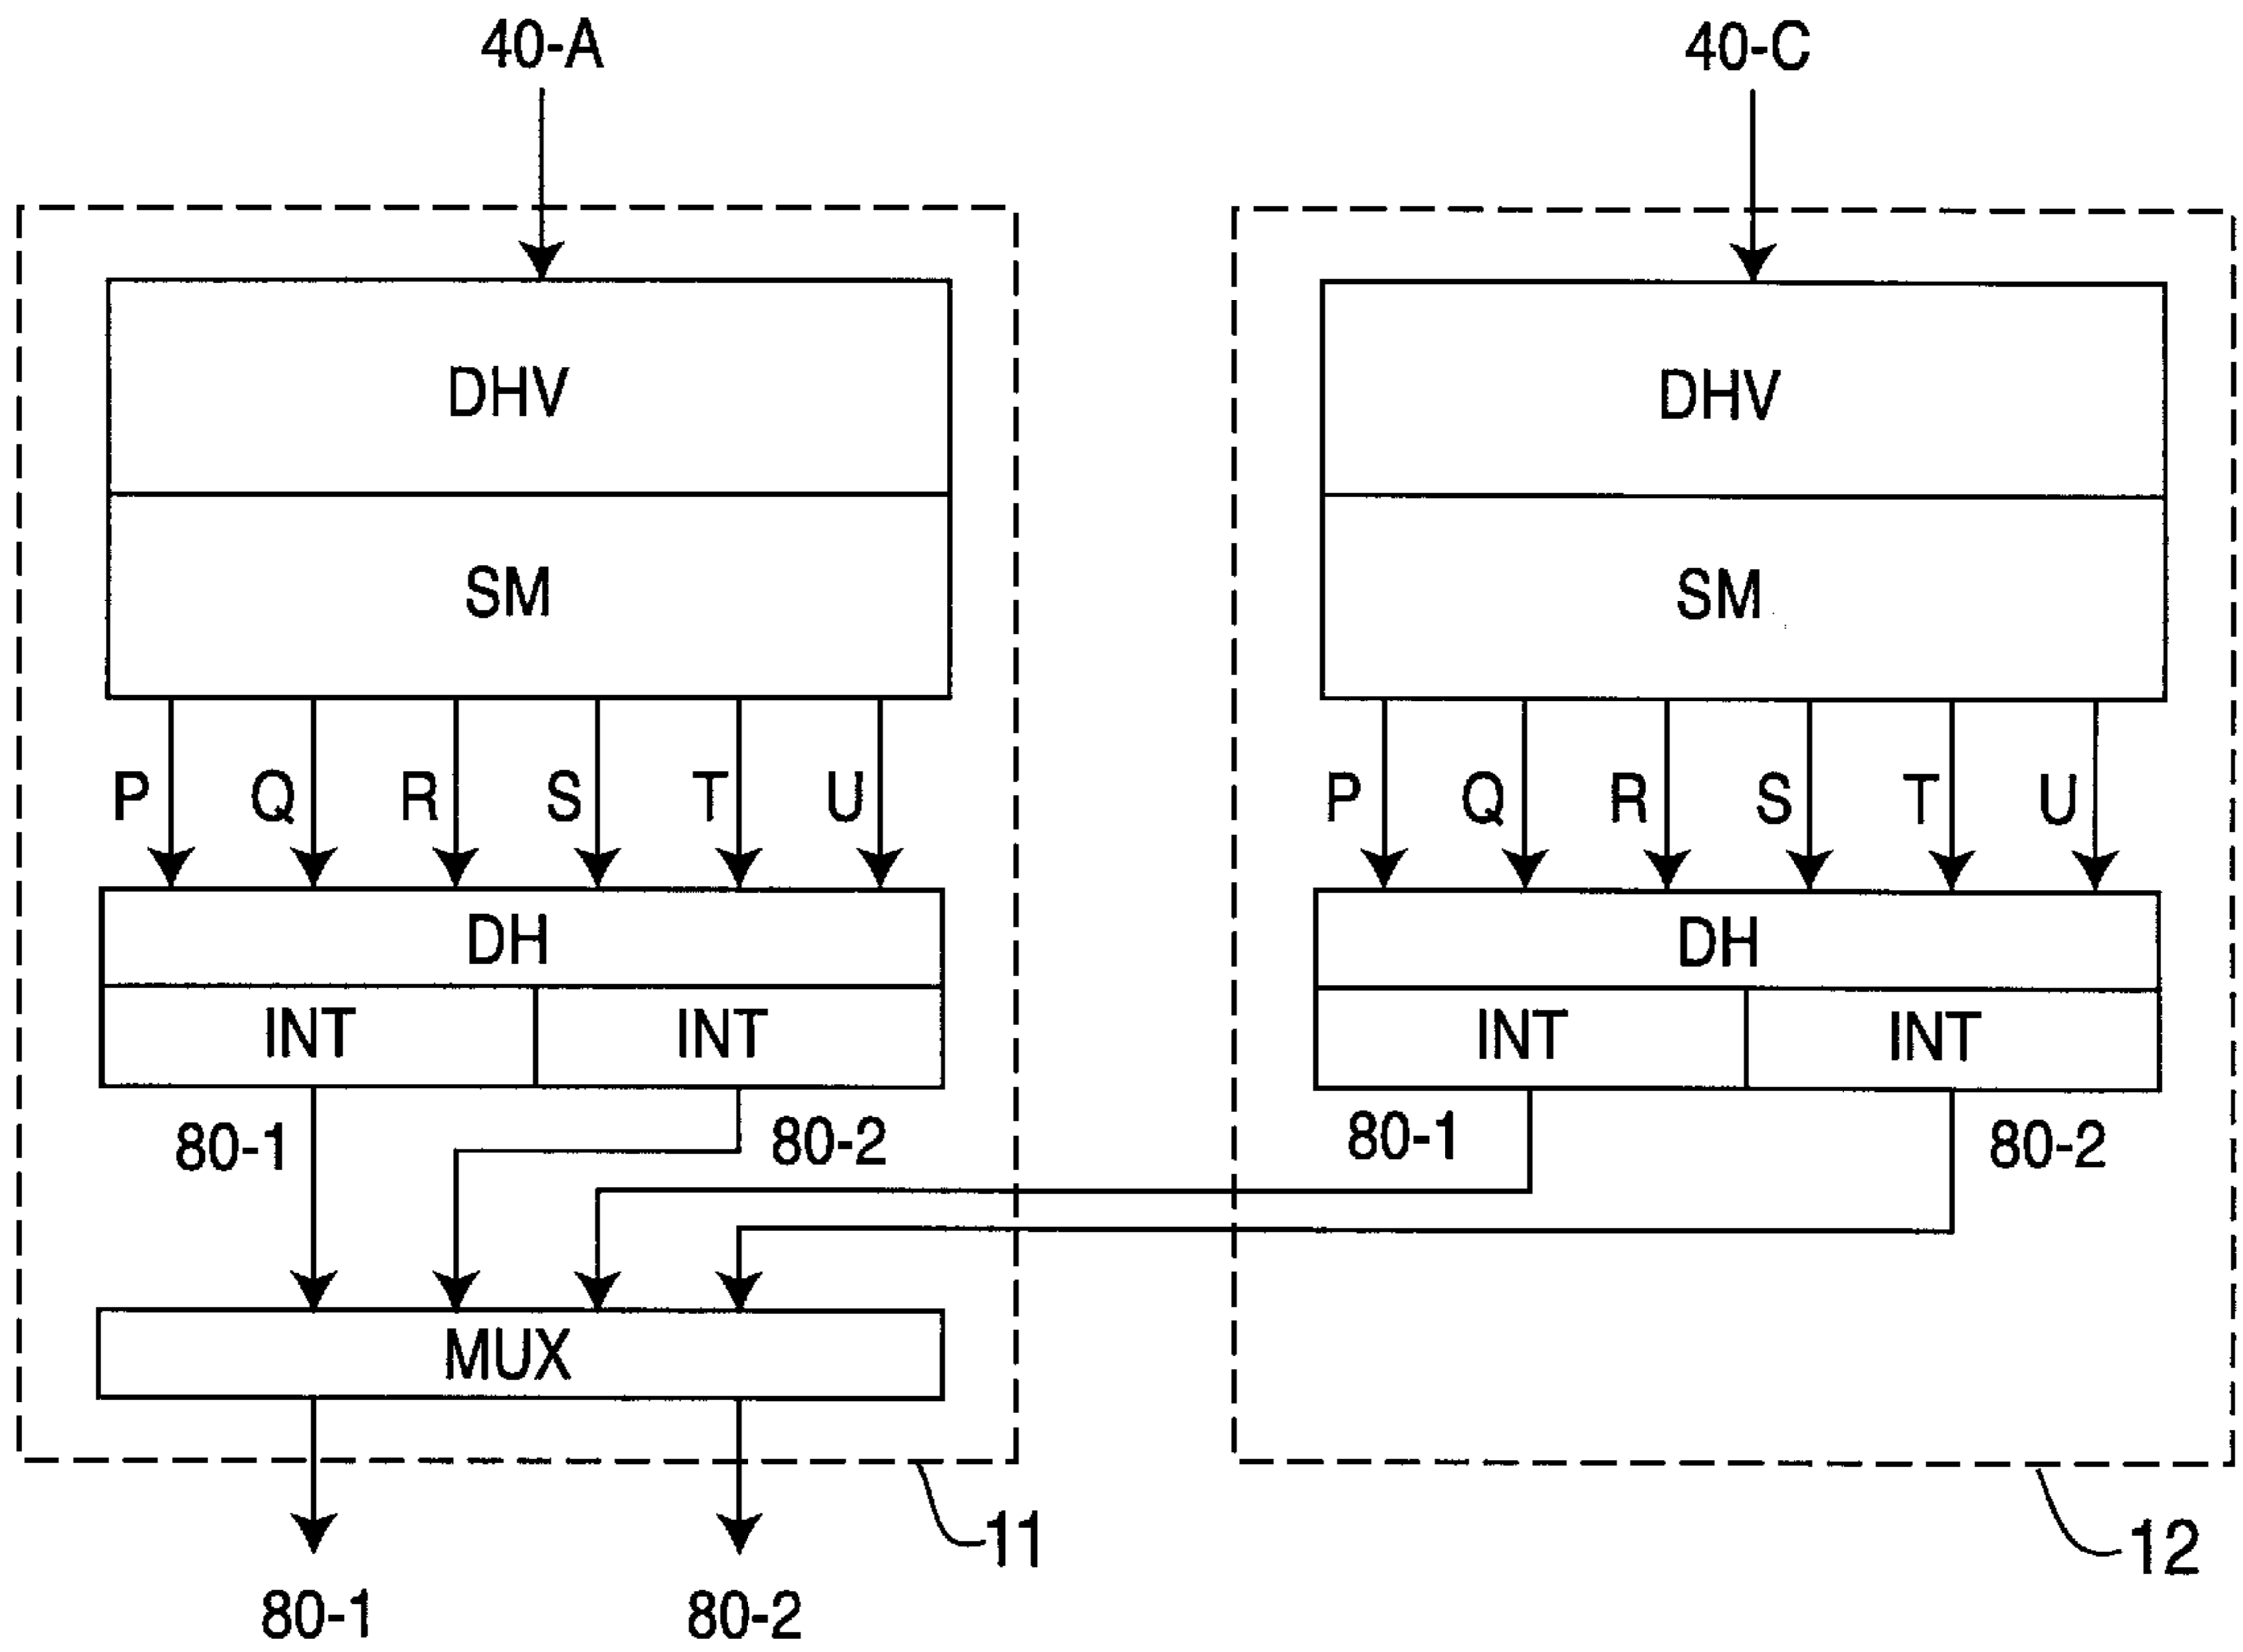 40-A 40-C
DHV DHV
SM SM
P Q R S T U P Q R S T U
DH DH
INT INT INT INT
80-1 80-2 80-1 80-2
MUX
11 12
80-1 80-2